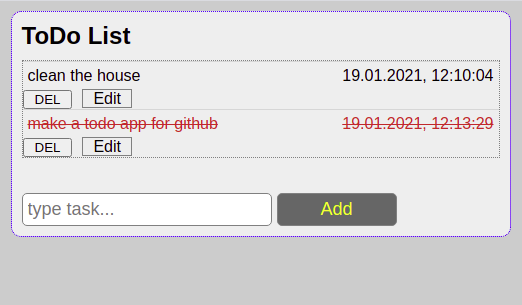 ToDo List
clean the house 19.01.2021, 12:10:04
DEL Edit
make a todo app for github 19.01.2021, 12:13:29
DEL Edit
type task... Add